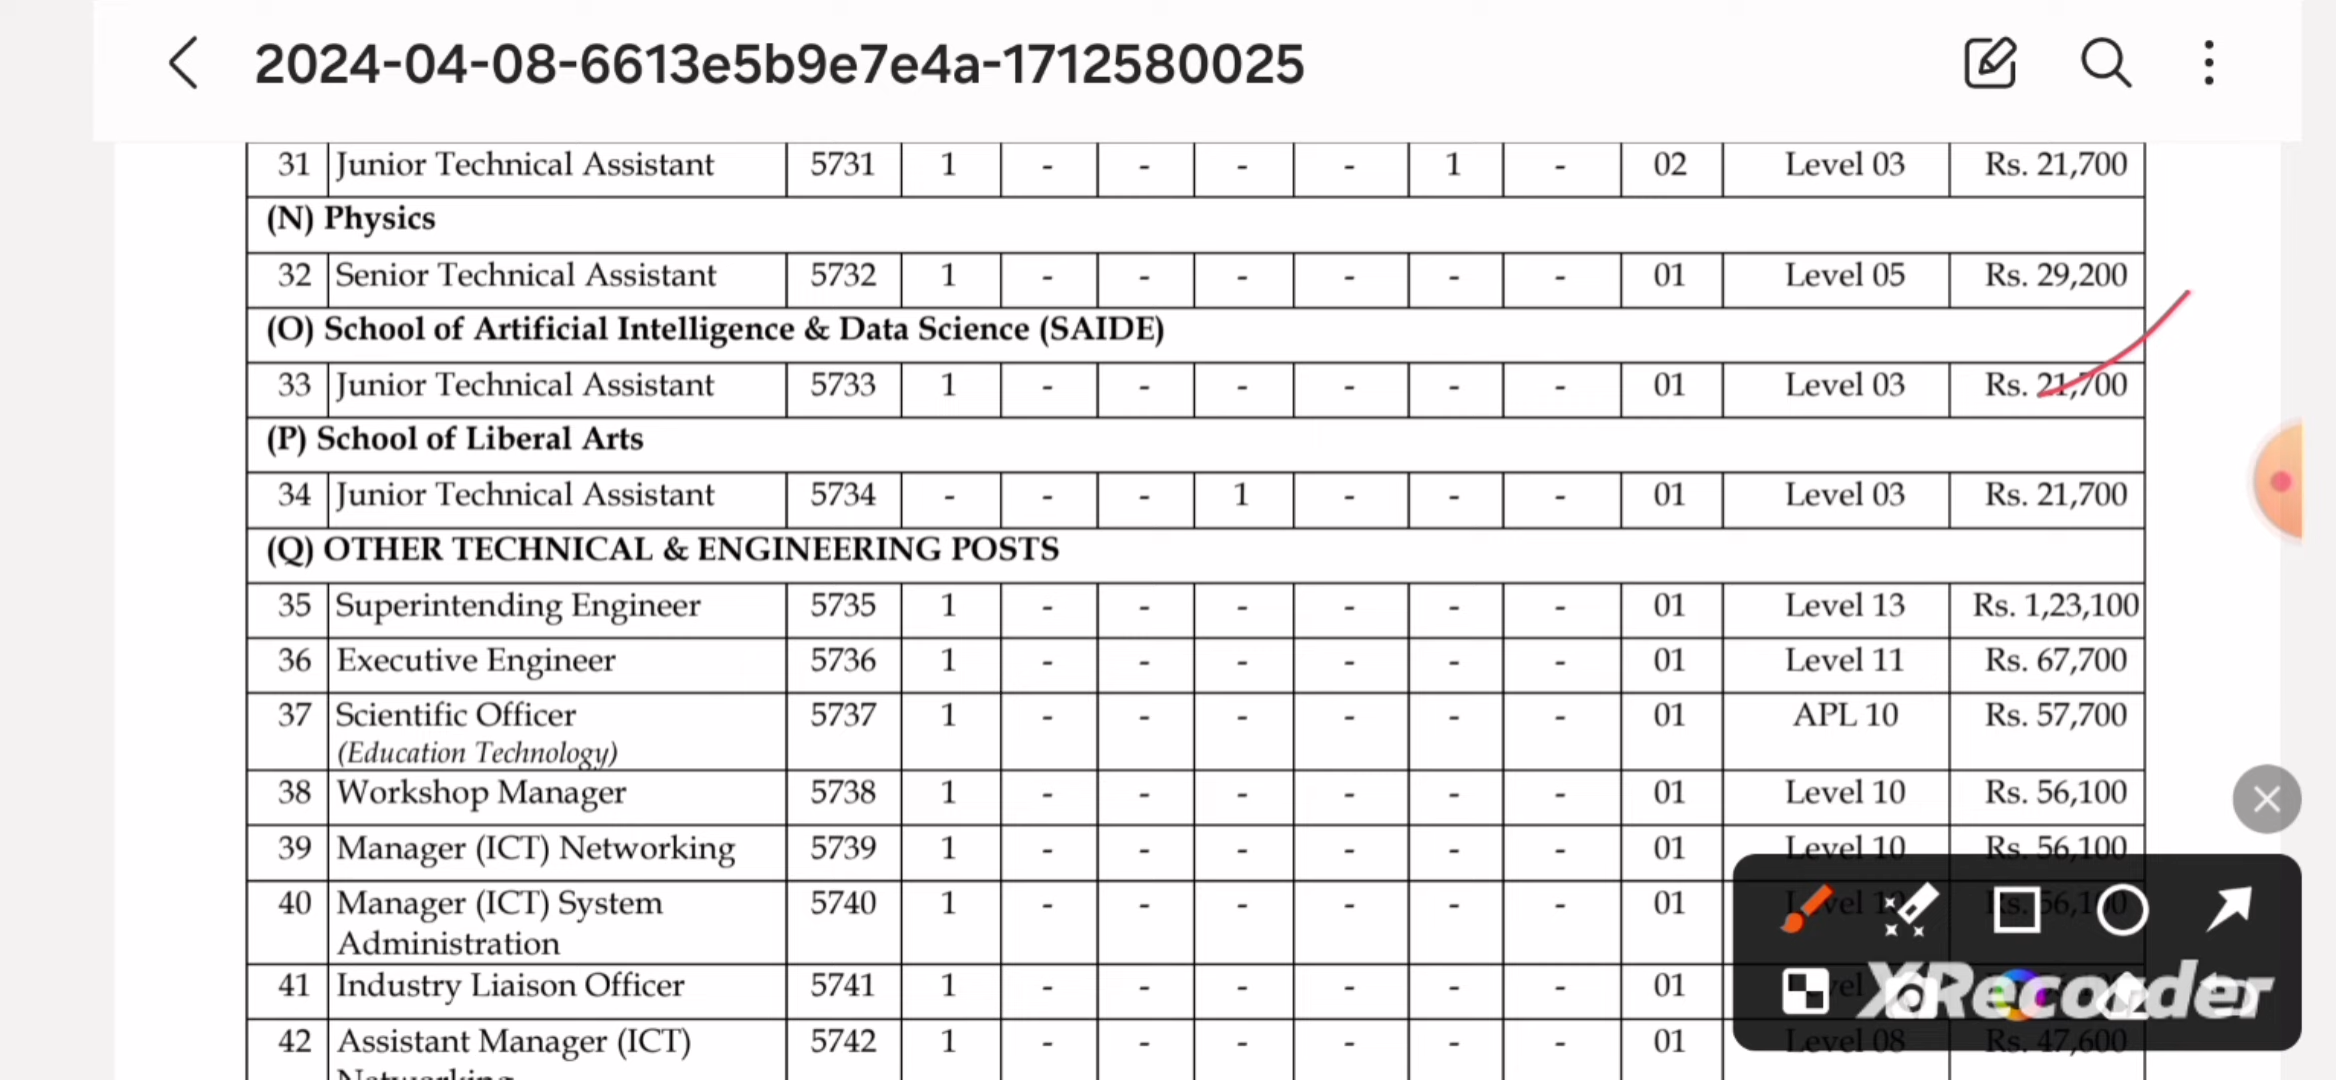 2024-04-08-6613e5b9e7e4a-1712580025
31 Junior Technical Assistant 5731 1 - - - - 1 - 02 Level 03 Rs. 21,700
(N) Physics
32 Senior Technical Assistant 5732 1 - - - - - - 01 Level 05 Rs. 29,200
(O) School of Artificial Intelligence & Data Science (SAIDE)
33 Junior Technical Assistant 5733 1 - - - - - - 01 Level 03 Rs. 21,700
(P) School of Liberal Arts
34 Junior Technical Assistant 5734 - - - 1 - - - 01 Level 03 Rs. 21,700
(Q) OTHER TECHNICAL & ENGINEERING POSTS
35 Superintending Engineer 5735 1 - - - - - - 01 Level 13 Rs. 1,23,100
36 Executive Engineer 5736 1 - - - - - - 01 Level 11 Rs. 67,700
37 Scientific Officer 5737 1 - - - - - - 01 APL 10 Rs. 57,700
(Education Technology)
38 Workshop Manager 5738 1 - - - - - - 01 Level 10 Rs. 56,100
39 Manager (ICT) Networking 5739 1 - - - - - - 01 Level 10 Rs. 56,100
40 Manager (ICT) System 5740 1 - - - - - - 01
Administration
41 Industry Liaison Officer 5741 1 - - - - - - 01
XRecorder
42 Assistant Manager (ICT) 5742 1 - - - - - - 01 Level 08 Rs. 47,600
Networking